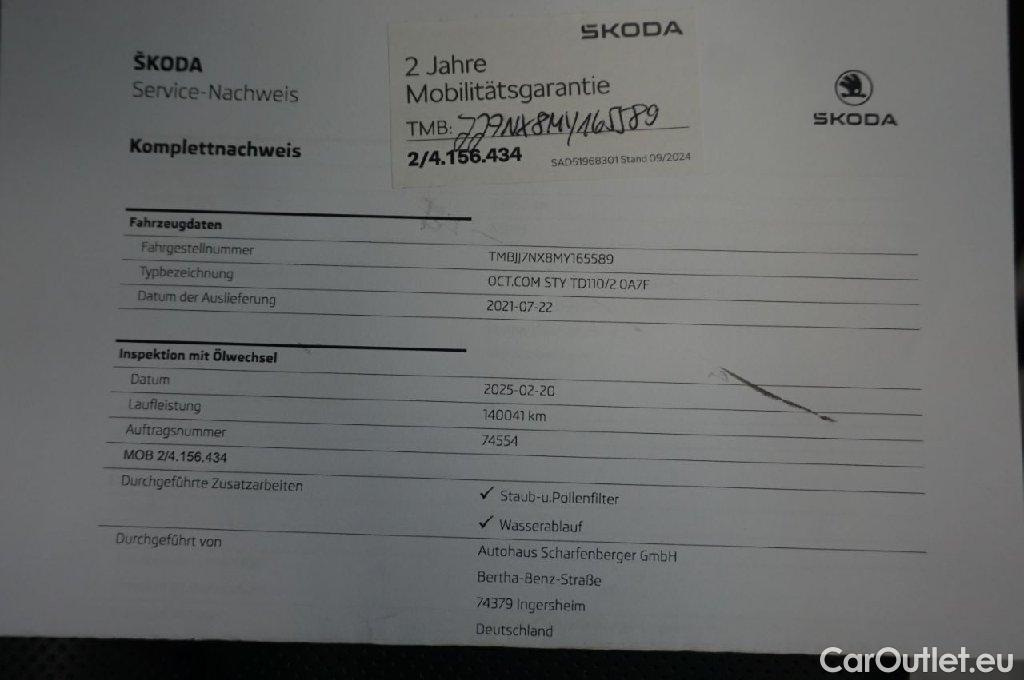 ŠKODA
Service-Nachweis
Komplettnachweis
SKODA
2 Jahre
Mobilitätsgarantie
TMB: JJ7NX8MY165589
2/4.156.434
SAD51968301 Stand 09/2024
SKODA
Fahrzeugdaten
Fahrgestellnummer TMBJJ7NX8MY165589
Typbezeichnung OCT.COM STY TD110/2.0A7F
Datum der Auslieferung 2021-07-22
Inspektion mit Ölwechsel
Datum 2025-02-20
Laufleistung 140041 km
Auftragsnummer 74554
MOB 2/4.156.434
Durchgeführte Zusatzarbeiten ✓ Staub-u.Pollenfilter
✓ Wasserablauf
Durchgeführt von Autohaus Scharfenberger GmbH
Bertha-Benz-Straße
74379 Ingersheim
Deutschland
CarOutlet.eu